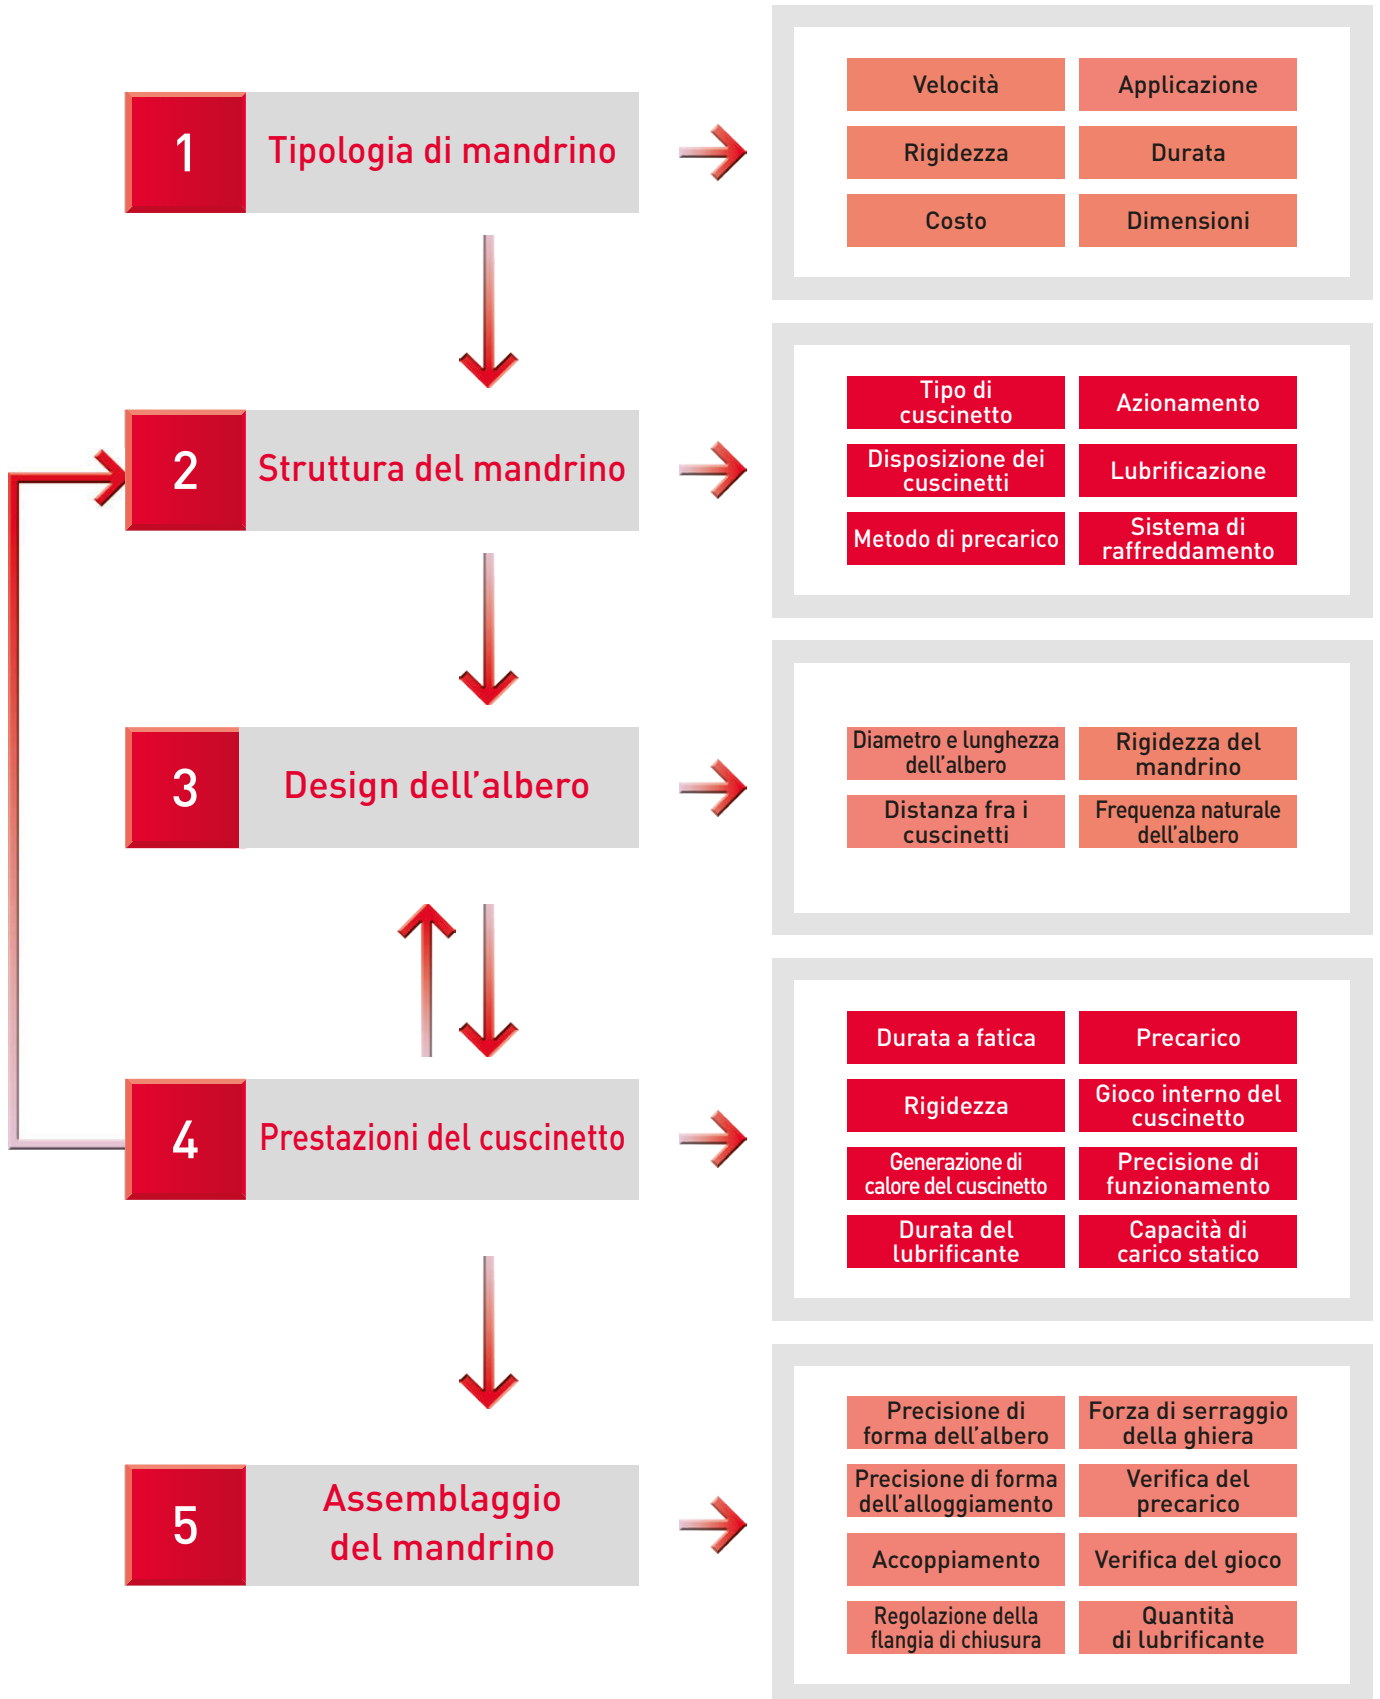 1
Tipologia di mandrino
Velocità
Applicazione
Rigidezza
Durata
Costo
Dimensioni
2
Struttura del mandrino
Tipo di
cuscinetto
Azionamento
Disposizione dei
cuscinetti
Lubrificazione
Metodo di precarico
Sistema di
raffreddamento
3
Design dell’albero
Diametro e lunghezza
dell’albero
Rigidezza del
mandrino
Distanza fra i
cuscinetti
Frequenza naturale
dell’albero
4
Prestazioni del cuscinetto
Durata a fatica
Precarico
Rigidezza
Gioco interno del
cuscinetto
Generazione di
calore del cuscinetto
Precisione di
funzionamento
Durata del
lubrificante
Capacità di
carico statico
5
Assemblaggio
del mandrino
Precisione di
forma dell’albero
Forza di serraggio
della ghiera
Precisione di forma
dell’alloggiamento
Verifica del
precarico
Accoppiamento
Verifica del gioco
Regolazione della
flangia di chiusura
Quantità
di lubrificante